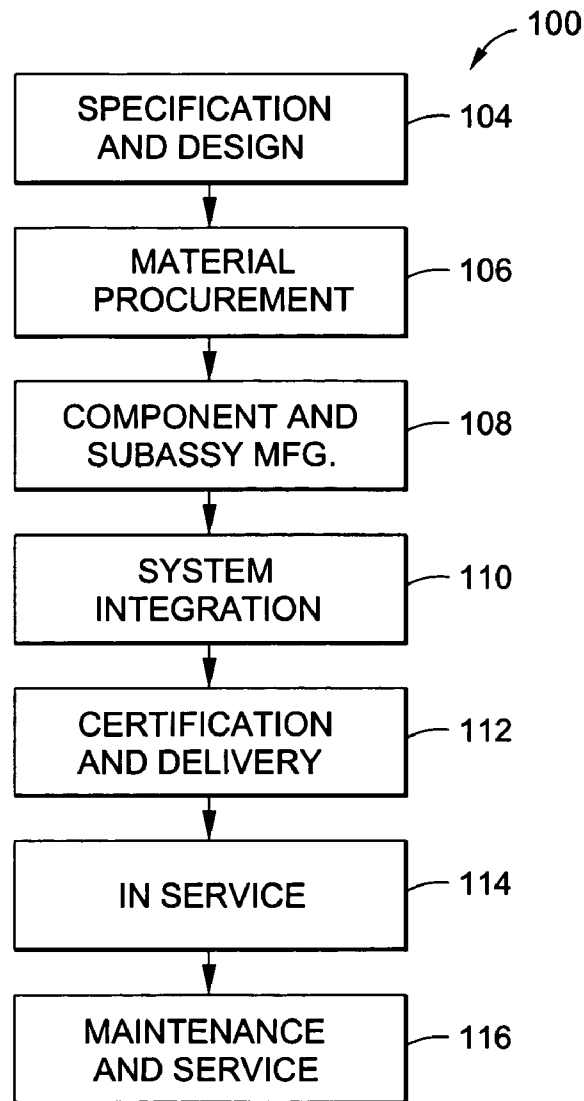 100
SPECIFICATION
AND DESIGN
104
MATERIAL
PROCUREMENT
106
COMPONENT AND
SUBASSY MFG.
108
SYSTEM
INTEGRATION
110
CERTIFICATION
AND DELIVERY
112
IN SERVICE
114
MAINTENANCE
AND SERVICE
116